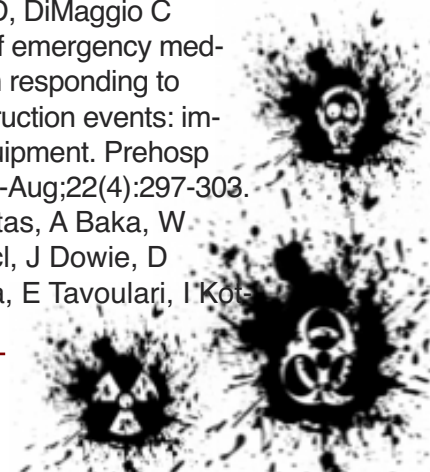 O, DiMaggio C
f emergency med-
responding to
ruction events: im-
uipment. Prehosp
-Aug;22(4):297-303.
tas, A Baka, W
cl, J Dowie, D
a, E Tavoulari, I Kot-